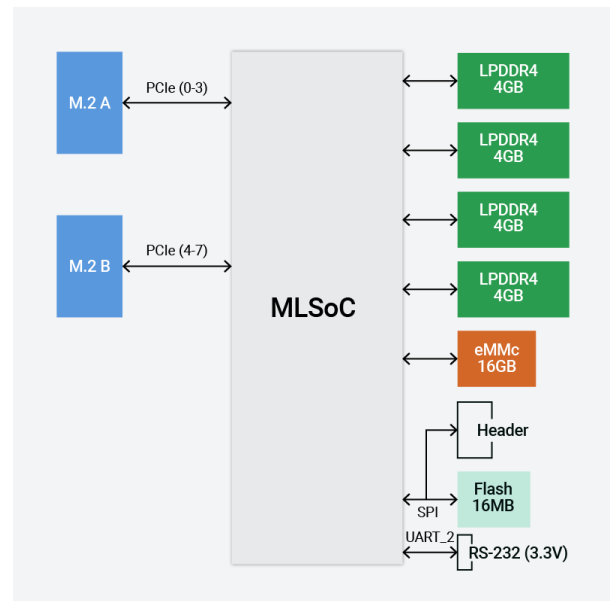 M.2 A
PCIe (0-3)
M.2 B
PCIe (4-7)
MLSoC
LPDDR4
4GB
LPDDR4
4GB
LPDDR4
4GB
LPDDR4
4GB
eMMc
16GB
Header
Flash
16MB
SPI
UART_2
RS-232 (3.3V)